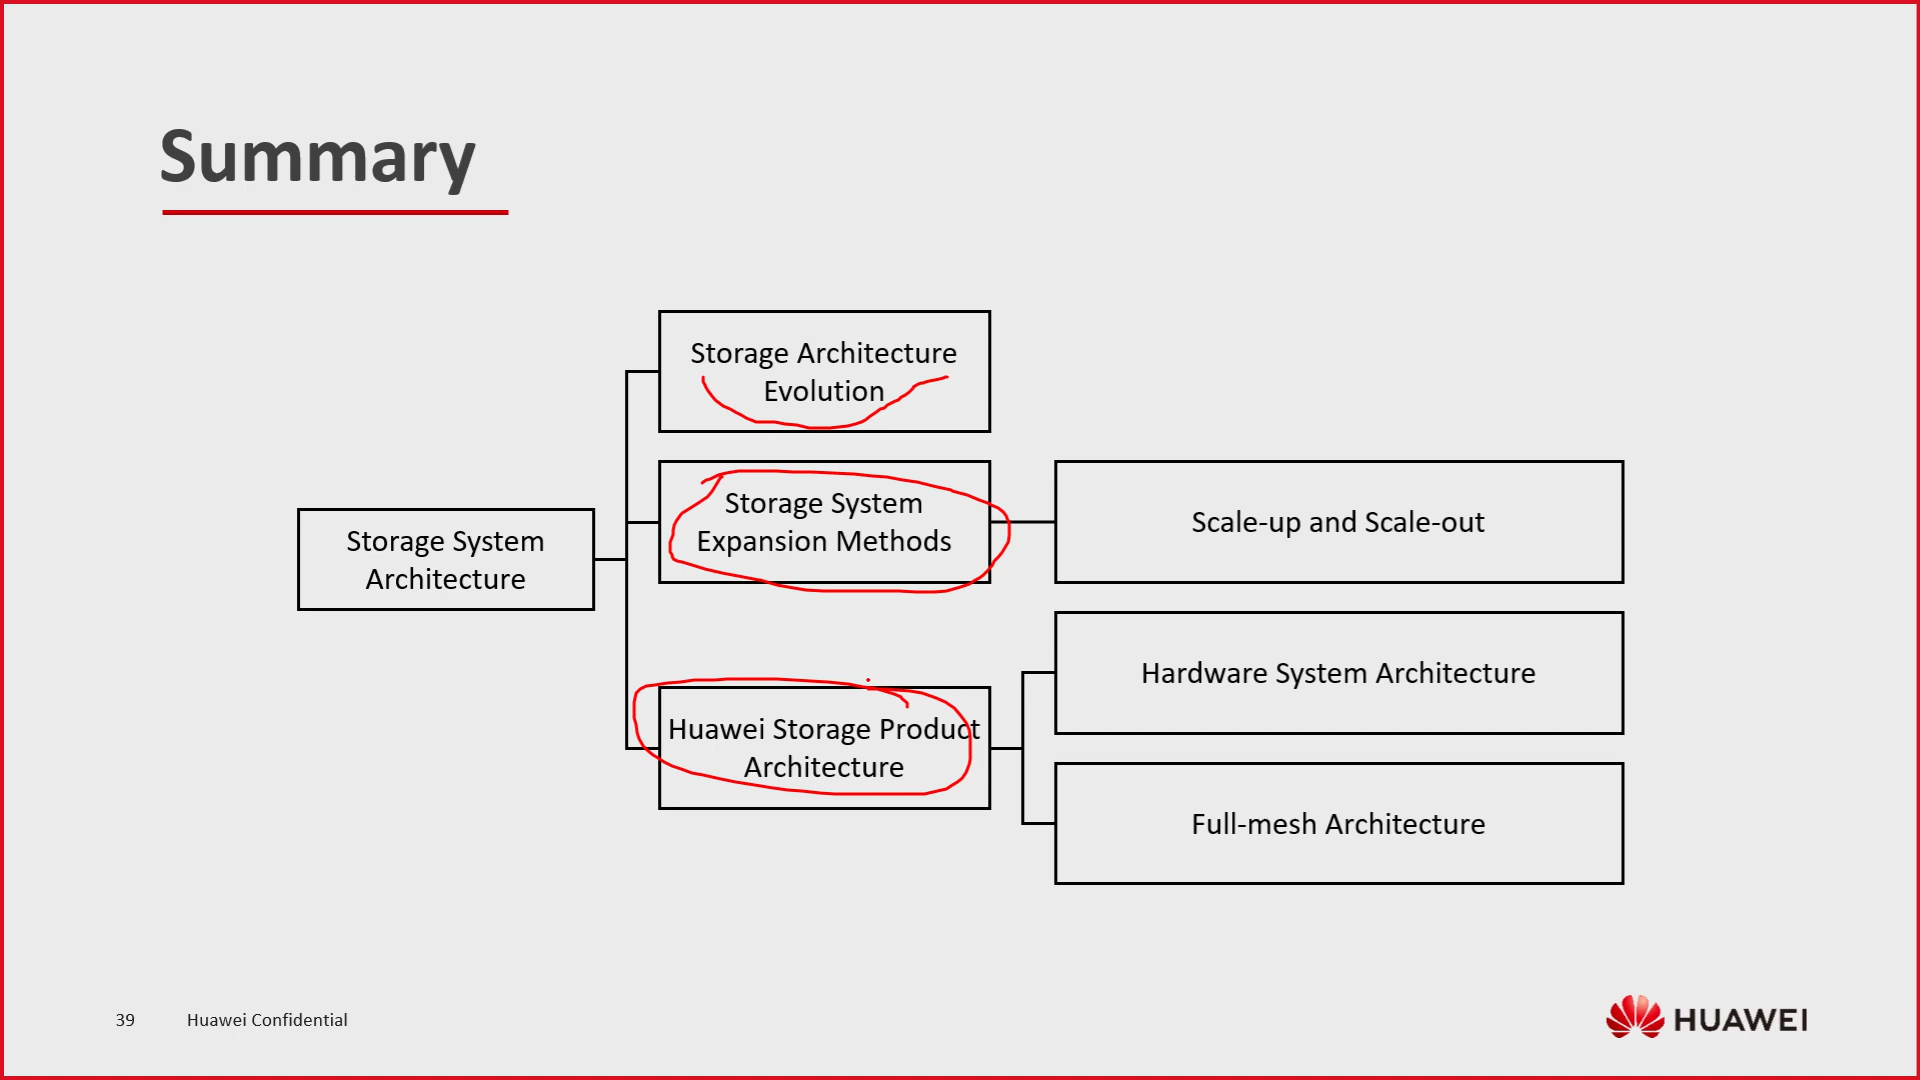 Summary
Storage Architecture
Evolution
Storage System
Expansion Methods
Scale-up and Scale-out
Storage System
Architecture
Hardware System Architecture
Huawei Storage Product
Architecture
Full-mesh Architecture
39
Huawei Confidential
HUAWEI